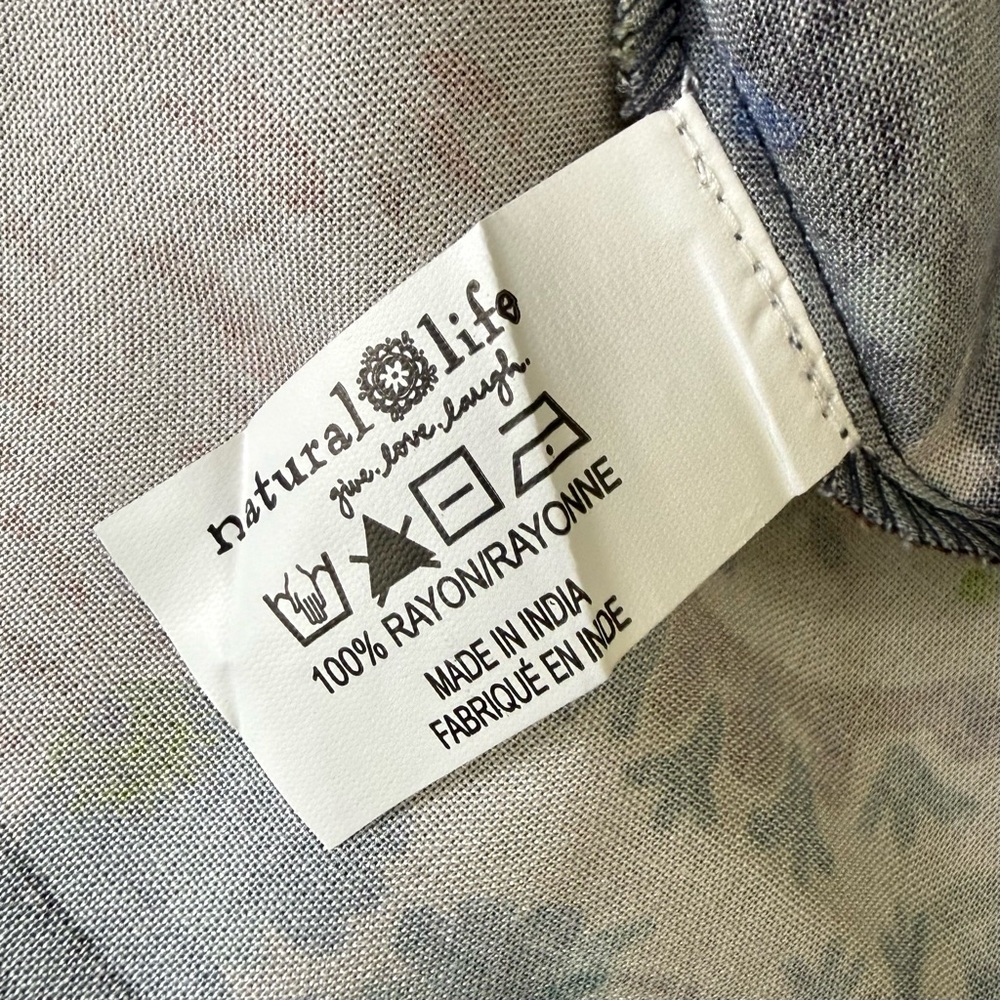 natural life
give. love. laugh.
100% RAYON/RAYONNE
MADE IN INDIA
FABRIQUÉ EN INDE